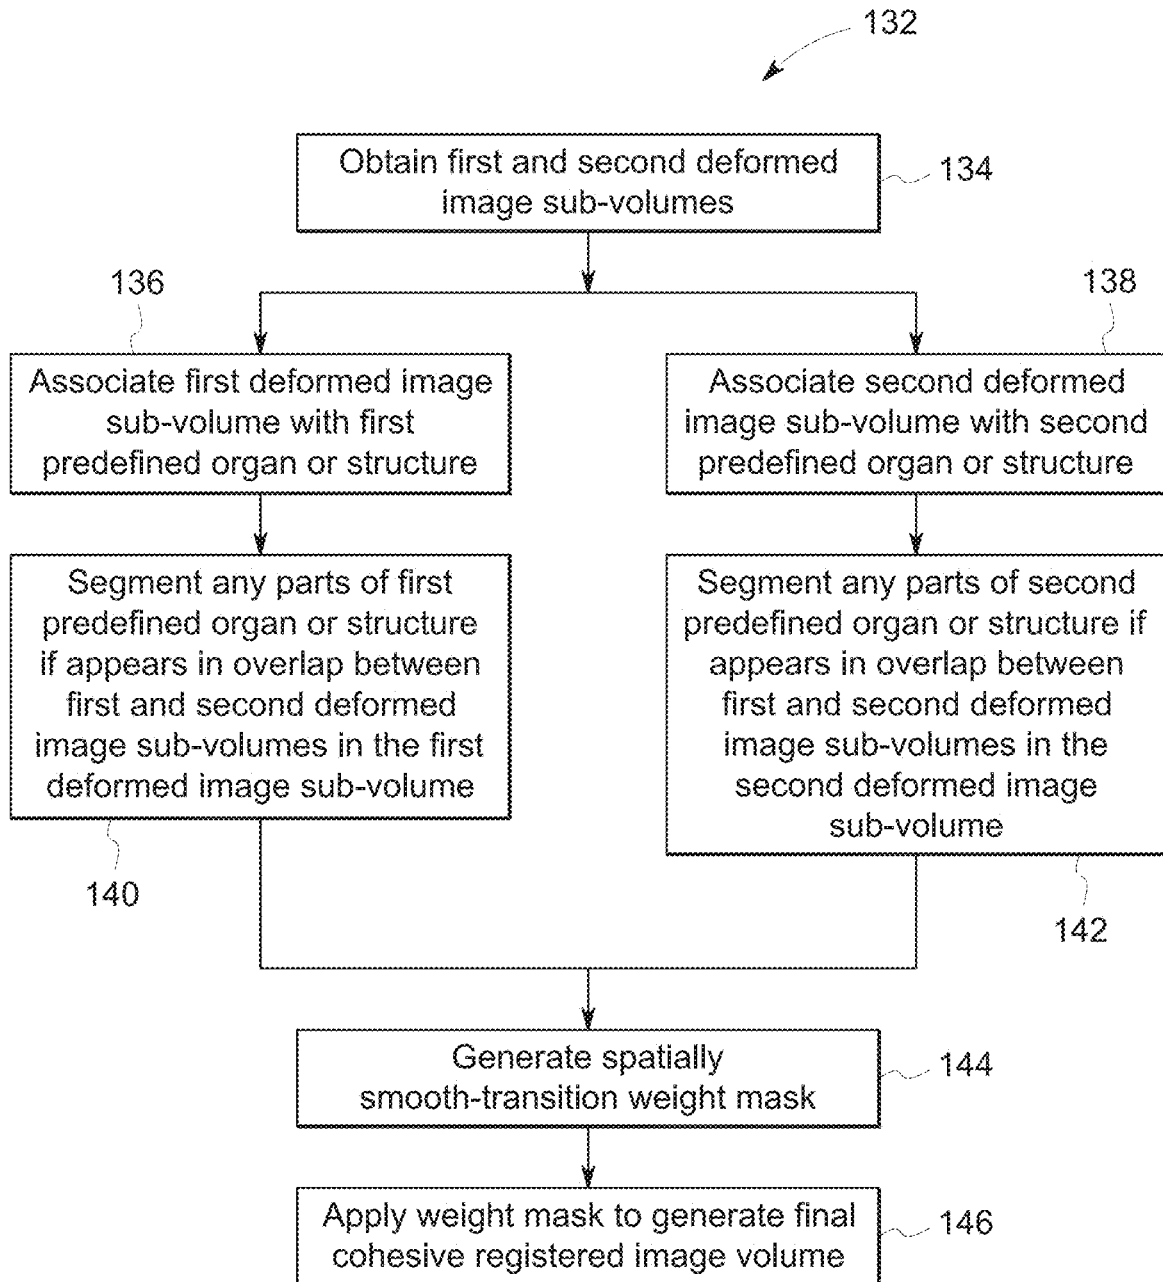 132
Obtain first and second deformed
image sub-volumes
134
136
138
Associate first deformed image
sub-volume with first
predefined organ or structure
Associate second deformed
image sub-volume with second
predefined organ or structure
Segment any parts of first
predefined organ or structure
if appears in overlap between
first and second deformed
image sub-volumes in the first
deformed image sub-volume
Segment any parts of second
predefined organ or structure if
appears in overlap between
first and second deformed
image sub-volumes in the
second deformed image
sub-volume
140
142
Generate spatially
smooth-transition weight mask
144
Apply weight mask to generate final
cohesive registered image volume
146